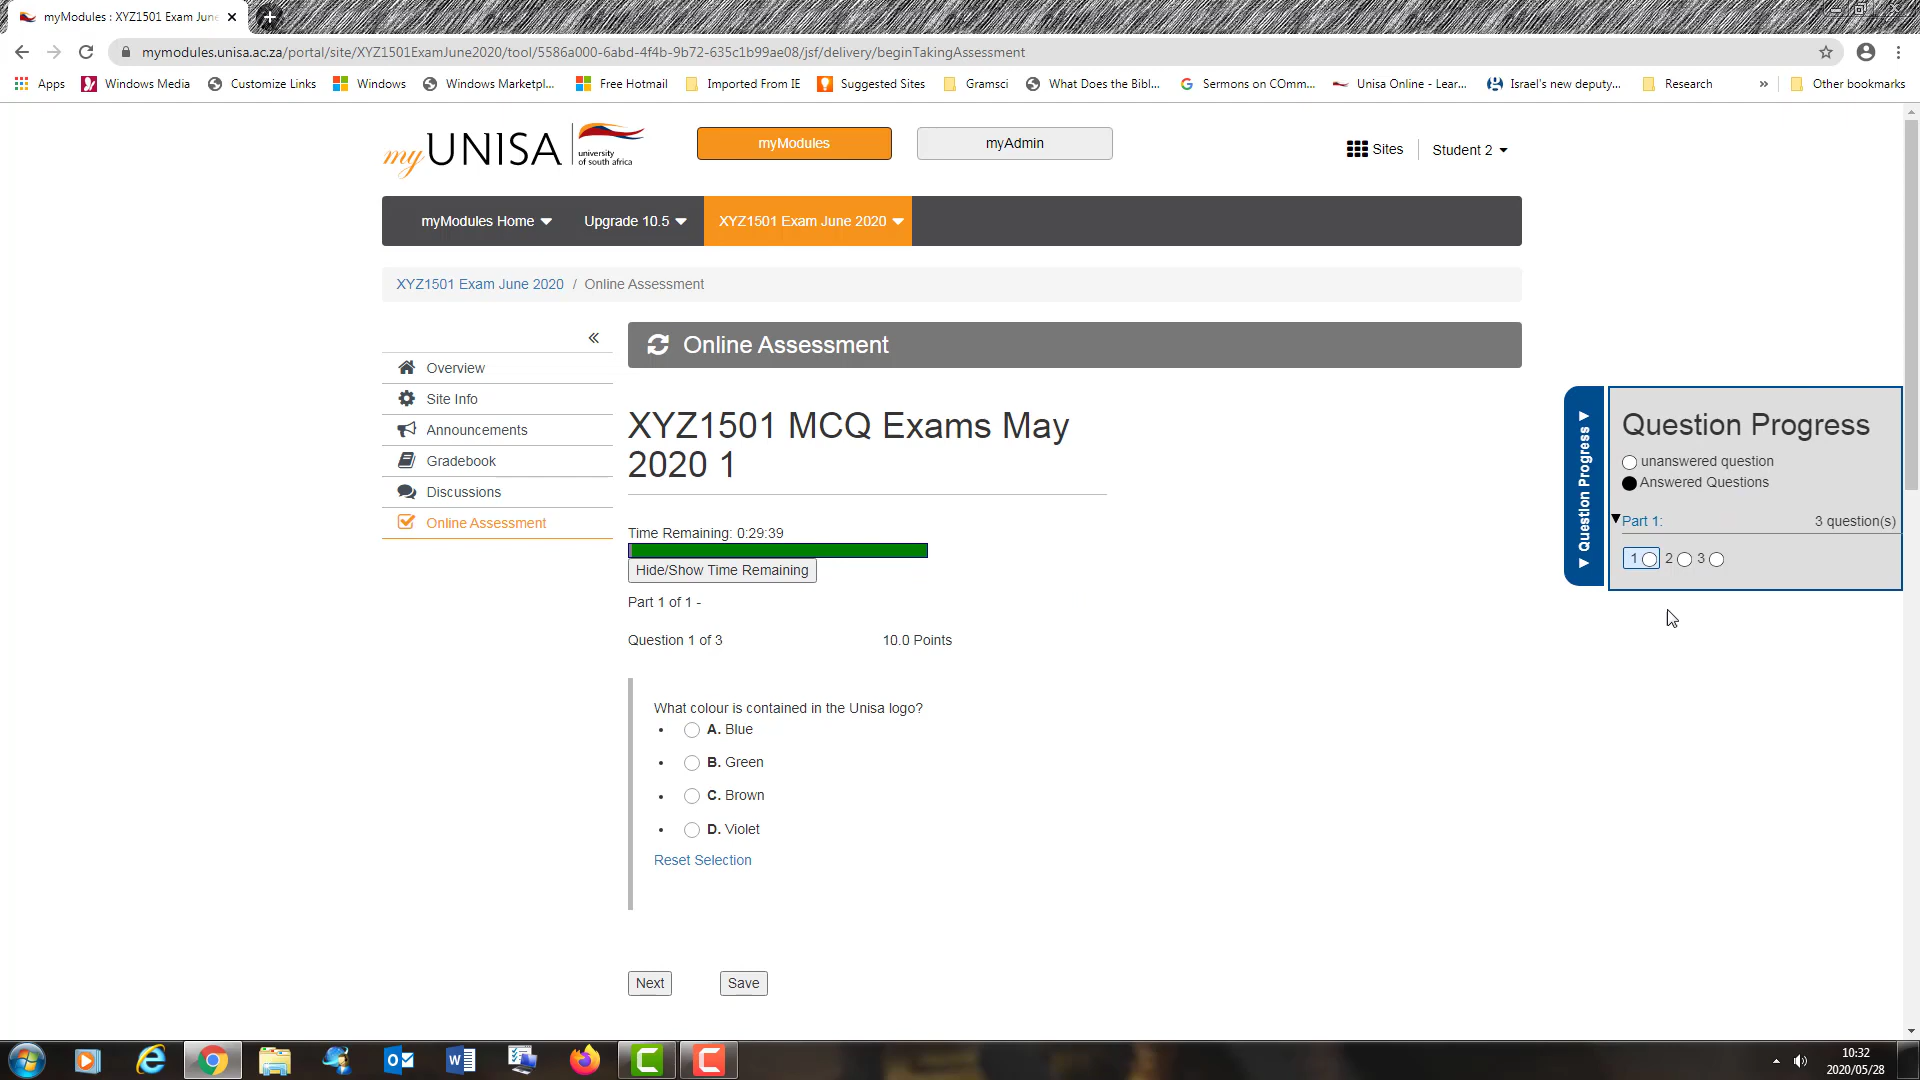 myModules : XYZ1501 Exam June
mymodules.unisa.ac.za/portal/site/XYZ1501ExamJune2020/tool/5586a000-6abd-4f4b-9b72-635c1b99ae08/jsf/delivery/beginTakingAssessment
Apps Windows Media Customize Links Windows Windows Marketpl... Free Hotmail Imported From IE Suggested Sites Gramsci What Does the Bibl... Sermons on COmm... Unisa Online - Lear... Israel's new deputy... Research » Other bookmarks
my UNISA university of south africa
myModules
myAdmin
Sites
Student 2
myModules Home
Upgrade 10.5
XYZ1501 Exam June 2020
XYZ1501 Exam June 2020 / Online Assessment
«
Overview
Site Info
Announcements
Gradebook
Discussions
Online Assessment
Online Assessment
XYZ1501 MCQ Exams May
2020 1
Time Remaining: 0:29:39
Hide/Show Time Remaining
Part 1 of 1 -
Question 1 of 3 10.0 Points
What colour is contained in the Unisa logo?
A. Blue
B. Green
C. Brown
D. Violet
Reset Selection
Next
Save
Question Progress
Question Progress
unanswered question
Answered Questions
Part 1: 3 question(s)
1 2 3
10:32
2020/05/28